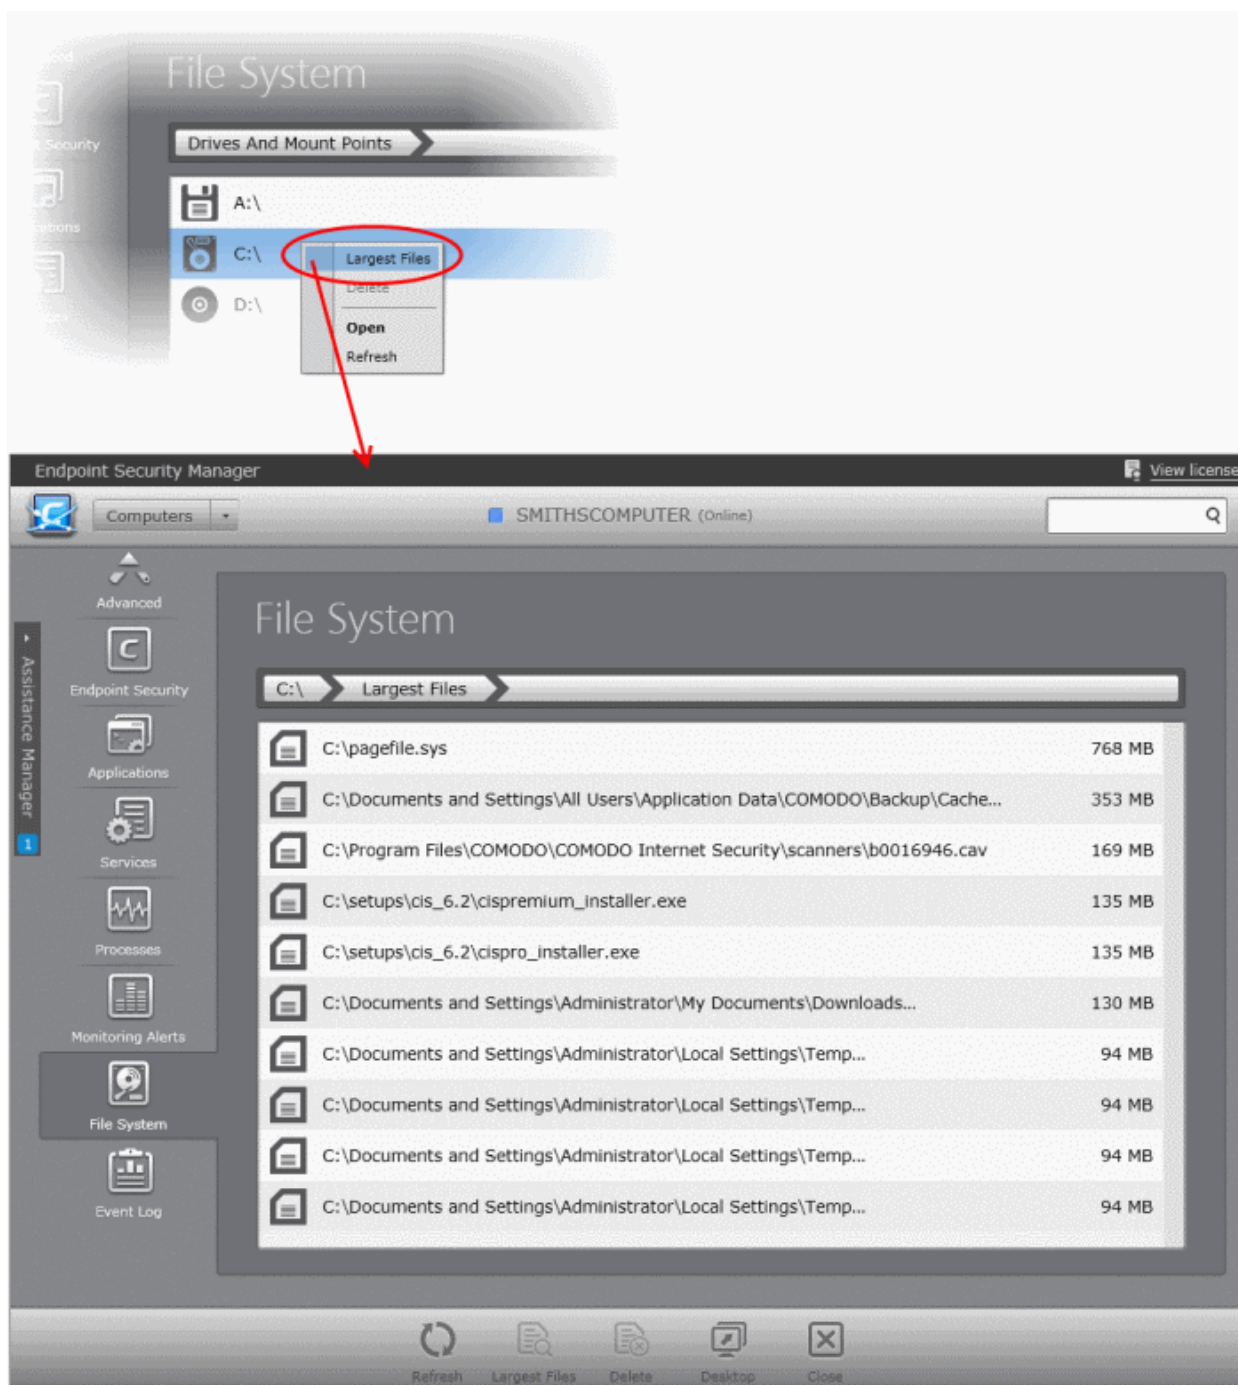 File System
Security
Drives And Mount Points
A:\
C:\
D:\
Largest Files
Delete
Open
Refresh
Endpoint Security Manager
View license
Computers
SMITHSCOMPUTER (Online)
Advanced
Endpoint Security
Applications
Services
Processes
Monitoring Alerts
File System
Event Log
Assistance Manager
1
File System
C:\ Largest Files
C:\pagefile.sys 768 MB
C:\Documents and Settings\All Users\Application Data\COMODO\Backup\Cache... 353 MB
C:\Program Files\COMODO\COMODO Internet Security\scanners\b0016946.cav 169 MB
C:\setups\cis_6.2\cispremium_installer.exe 135 MB
C:\setups\cis_6.2\cispro_installer.exe 135 MB
C:\Documents and Settings\Administrator\My Documents\Downloads... 130 MB
C:\Documents and Settings\Administrator\Local Settings\Temp... 94 MB
C:\Documents and Settings\Administrator\Local Settings\Temp... 94 MB
C:\Documents and Settings\Administrator\Local Settings\Temp... 94 MB
C:\Documents and Settings\Administrator\Local Settings\Temp... 94 MB
Refresh
Largest Files
Delete
Desktop
Close